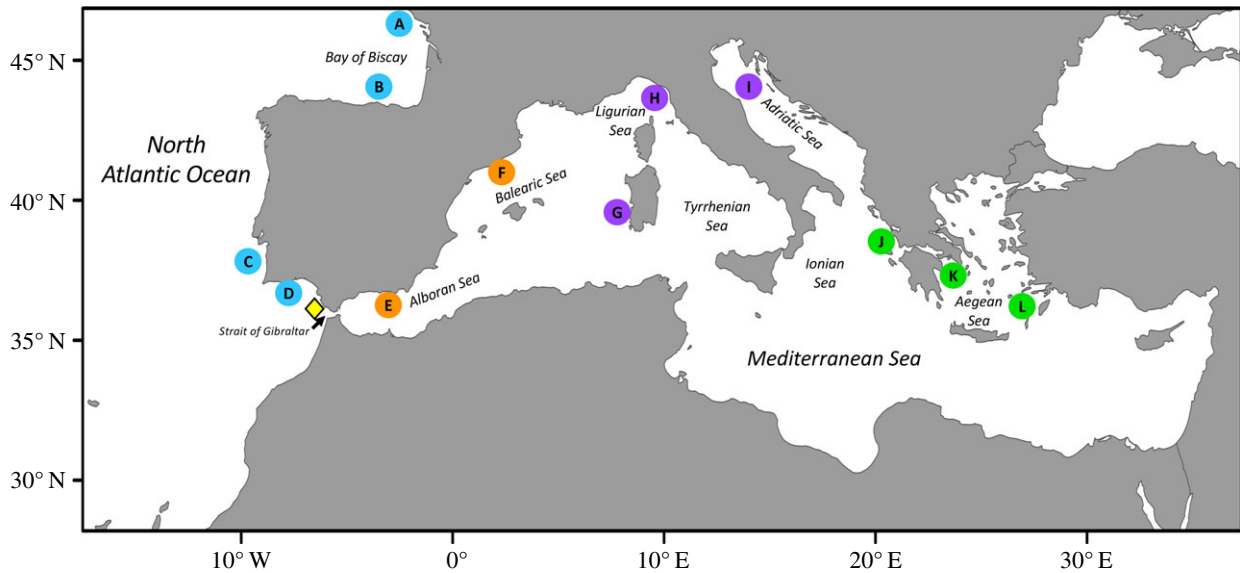 45° N
40° N
35° N
30° N
10° W
0°
10° E
20° E
30° E
A
Bay of Biscay
B
North
Atlantic Ocean
C
D
Strait of Gibraltar
E
Alboran Sea
F
Balearic Sea
G
H
Ligurian
Sea
I
Adriatic Sea
Tyrrhenian
Sea
J
Ionian
Sea
K
Aegean
Sea
L
Mediterranean Sea